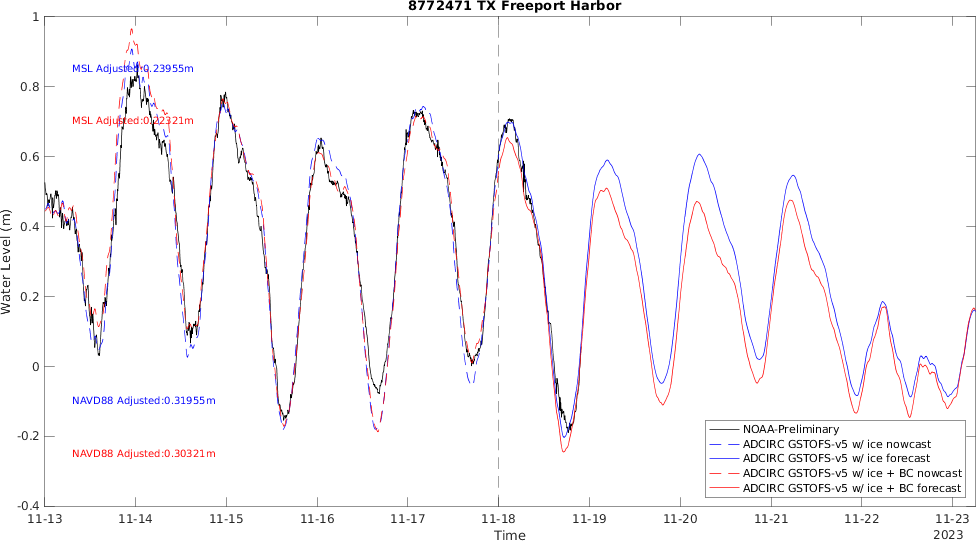 8772471 TX Freeport Harbor
1
0.8
0.6
0.4
0.2
0
-0.2
-0.4
Water Level (m)
MSL Adjusted:0.23955m
MSL Adjusted:0.22321m
NAVD88 Adjusted:0.31955m
NAVD88 Adjusted:0.30321m
NOAA-Preliminary
ADCIRC GSTOFS-v5 w/ ice nowcast
ADCIRC GSTOFS-v5 w/ ice forecast
ADCIRC GSTOFS-v5 w/ ice + BC nowcast
ADCIRC GSTOFS-v5 w/ ice + BC forecast
11-13 11-14 11-15 11-16 11-17 11-18 11-19 11-20 11-21 11-22 11-23
Time 2023